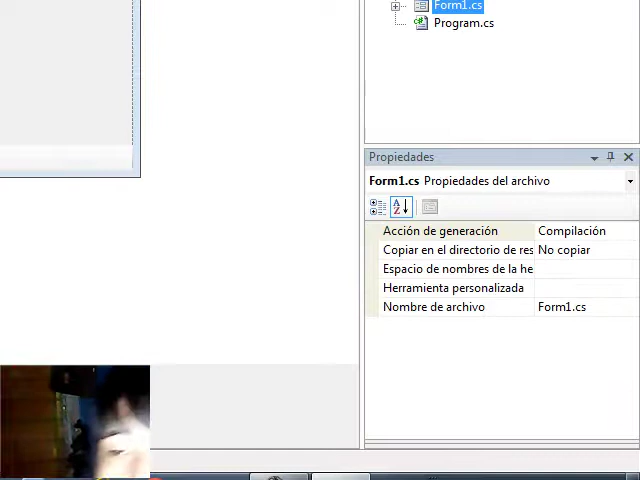 Form1.cs
Program.cs
Propiedades
Form1.cs Propiedades del archivo
Acción de generación Compilación
Copiar en el directorio de res No copiar
Espacio de nombres de la he
Herramienta personalizada
Nombre de archivo Form1.cs